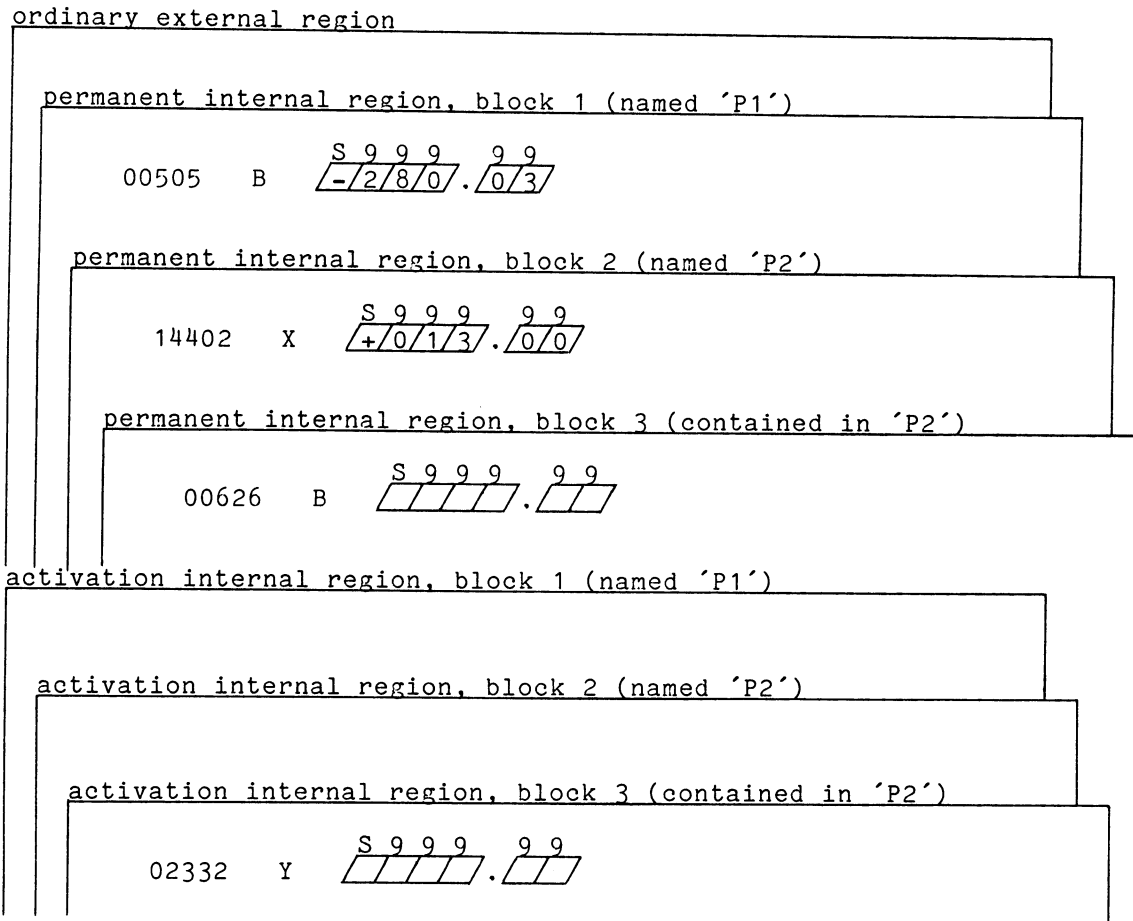 ordinary external region
permanent internal region, block 1 (named ´P1´)
S 9 9 9 9 9
00505 B /-/2/8/0/./0/3/
permanent internal region, block 2 (named ´P2´)
S 9 9 9 9 9
14402 X /+/0/1/3/./0/0/
permanent internal region, block 3 (contained in ´P2´)
S 9 9 9 9 9
00626 B / / / / /./ / /
activation internal region, block 1 (named ´P1´)
activation internal region, block 2 (named ´P2´)
activation internal region, block 3 (contained in ´P2´)
S 9 9 9 9 9
02332 Y / / / / /./ / /